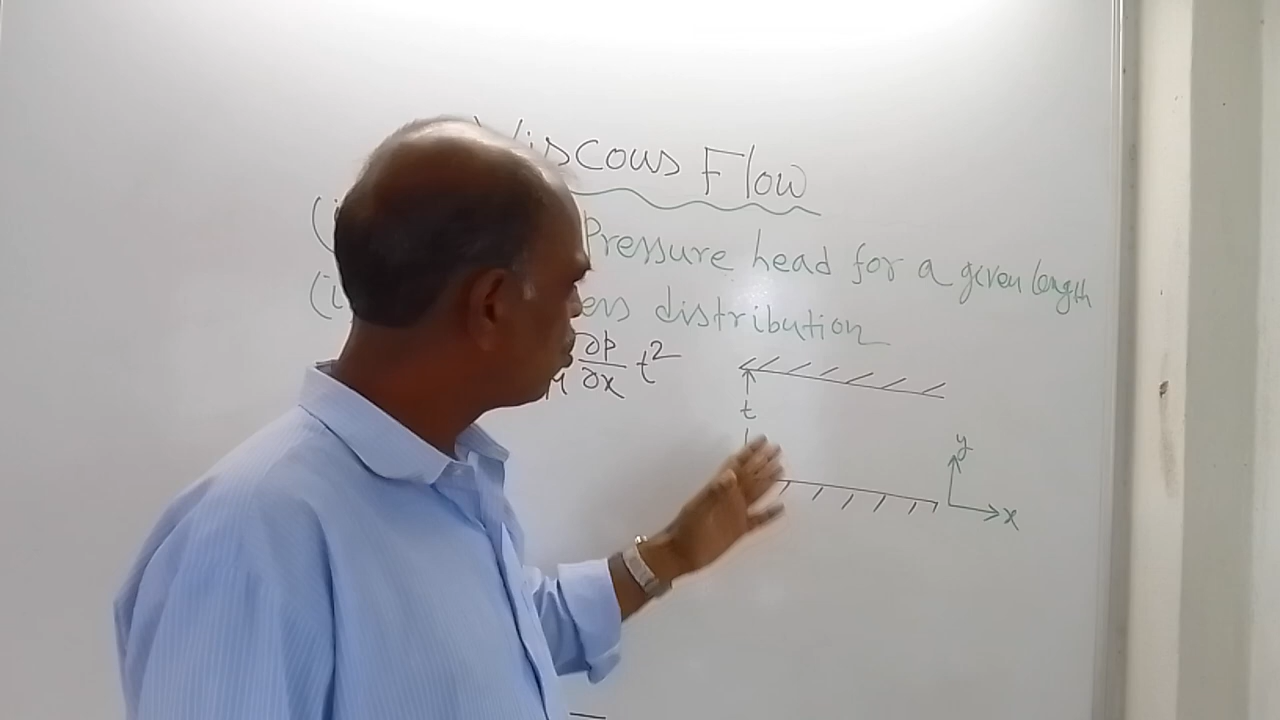 Viscous Flow
Pressure head for a given length
distribution
∂p/∂x t²
t
y
x